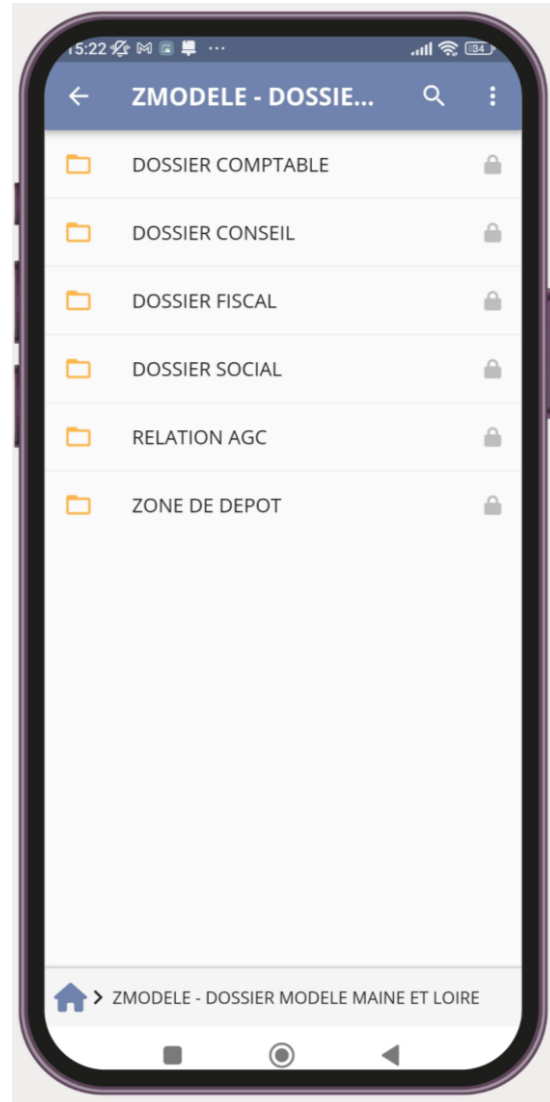 15:22
34
ZMODELE - DOSSIE...
DOSSIER COMPTABLE
DOSSIER CONSEIL
DOSSIER FISCAL
DOSSIER SOCIAL
RELATION AGC
ZONE DE DEPOT
ZMODELE - DOSSIER MODELE MAINE ET LOIRE